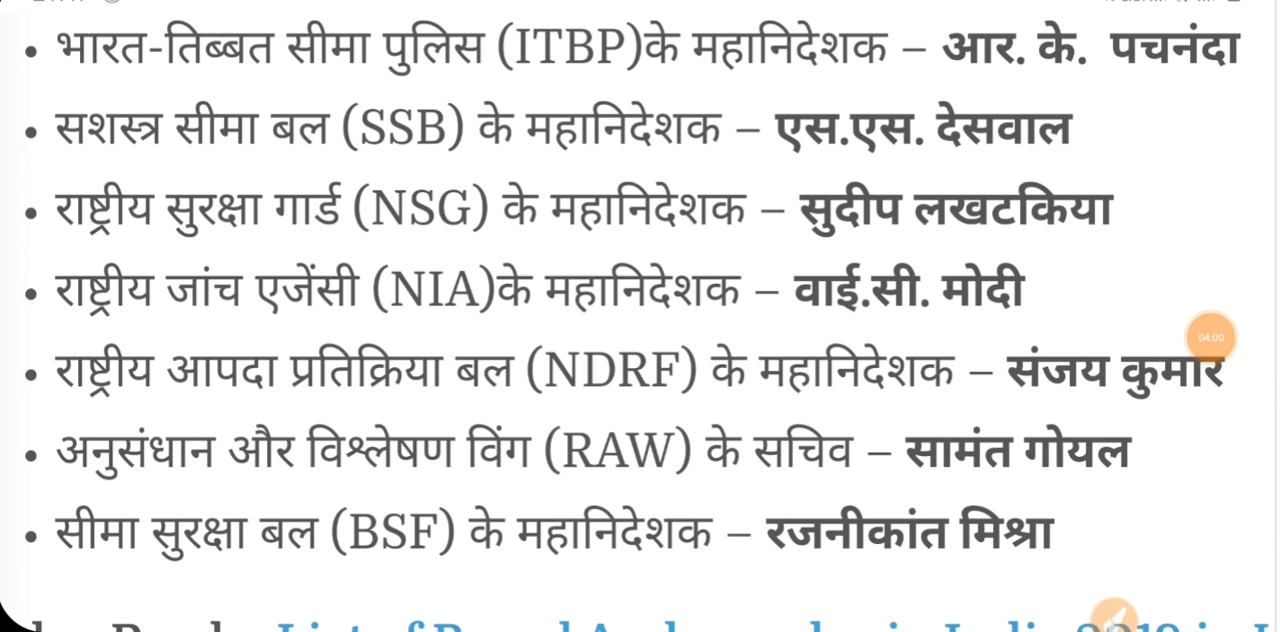 • भारत-तिब्बत सीमा पुलिस (ITBP)के महानिदेशक – आर. के. पचनंदा
• सशस्त्र सीमा बल (SSB) के महानिदेशक – एस.एस. देसवाल
• राष्ट्रीय सुरक्षा गार्ड (NSG) के महानिदेशक – सुदीप लखटकिया
• राष्ट्रीय जांच एजेंसी (NIA)के महानिदेशक – वाई.सी. मोदी
04:00
• राष्ट्रीय आपदा प्रतिक्रिया बल (NDRF) के महानिदेशक – संजय कुमार
• अनुसंधान और विश्लेषण विंग (RAW) के सचिव – सामंत गोयल
• सीमा सुरक्षा बल (BSF) के महानिदेशक – रजनीकांत मिश्रा